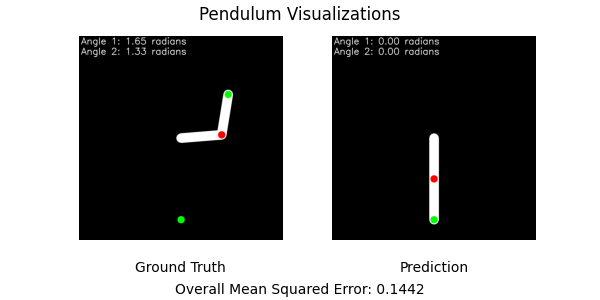 Pendulum Visualizations
Angle 1: 1.65 radians
Angle 2: 1.33 radians
Angle 1: 0.00 radians
Angle 2: 0.00 radians
Ground Truth
Prediction
Overall Mean Squared Error: 0.1442